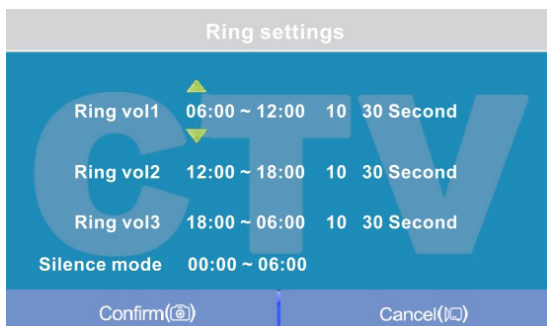 Ring settings
Ring vol1 06:00 ~ 12:00 10 30 Second
Ring vol2 12:00 ~ 18:00 10 30 Second
Ring vol3 18:00 ~ 06:00 10 30 Second
Silence mode 00:00 ~ 06:00
Confirm() Cancel()
CTV